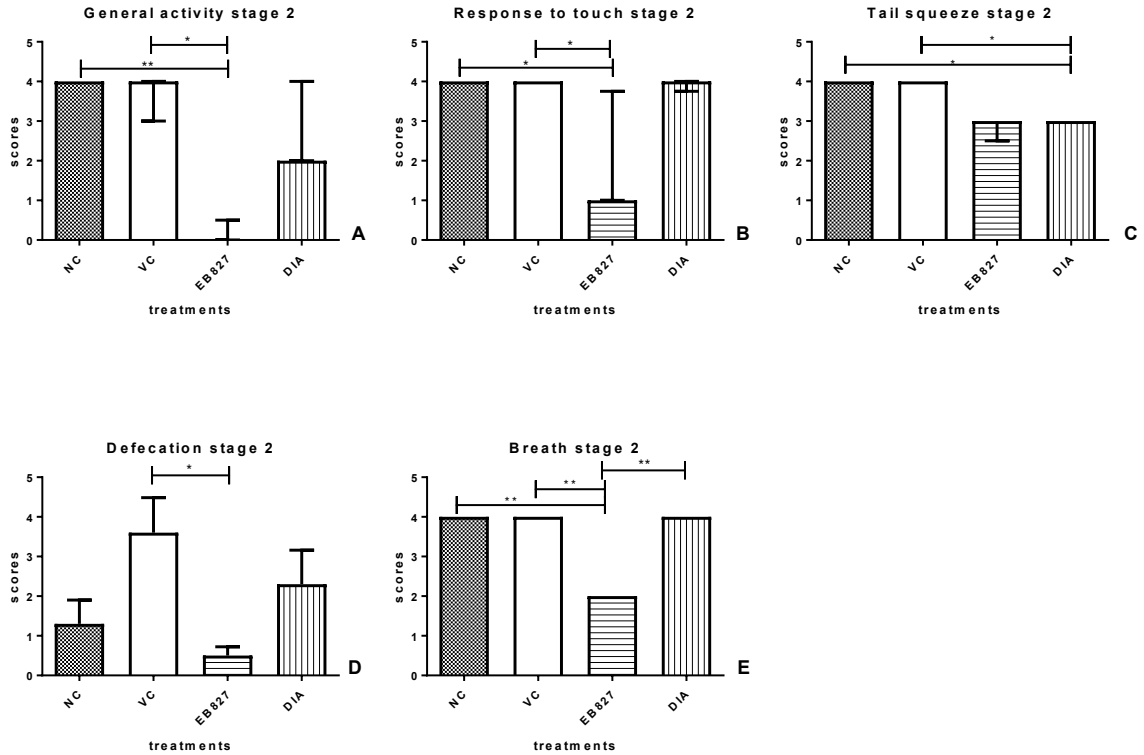 General activity stage 2
5
4
3
2
1
0
scores
*
**
NC
VC
EB827
DIA
treatments
A
Response to touch stage 2
5
4
3
2
1
0
scores
*
*
NC
VC
EB827
DIA
treatments
B
Tail squeeze stage 2
5
4
3
2
1
0
scores
*
*
NC
VC
EB827
DIA
treatments
C
Defecation stage 2
5
4
3
2
1
0
scores
*
NC
VC
EB827
DIA
treatments
D
Breath stage 2
5
4
3
2
1
0
scores
**
**
**
NC
VC
EB827
DIA
treatments
E